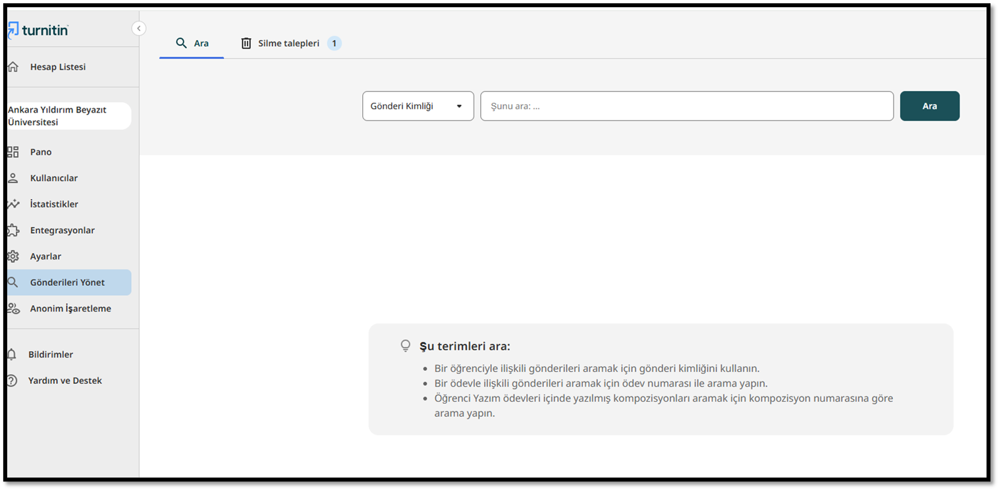 turnitin
Hesap Listesi
Ankara Yıldırım Beyazıt
Üniversitesi
Pano
Kullanıcılar
İstatistikler
Entegrasyonlar
Ayarlar
Gönderileri Yönet
Anonim İşaretleme
Bildirimler
Yardım ve Destek
Ara
Silme talepleri 1
Gönderi Kimliği
Şunu ara: ...
Ara
Şu terimleri ara:
• Bir öğrenciyle ilişkili gönderileri aramak için gönderi kimliğini kullanın.
• Bir ödevle ilişkili gönderileri aramak için ödev numarası ile arama yapın.
• Öğrenci Yazım ödevleri içinde yazılmış kompozisyonları aramak için kompozisyon numarasına göre
arama yapın.